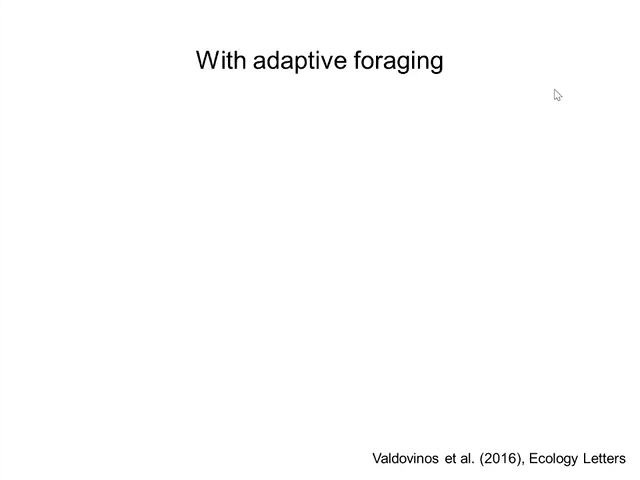 With adaptive foraging
Valdovinos et al. (2016), Ecology Letters